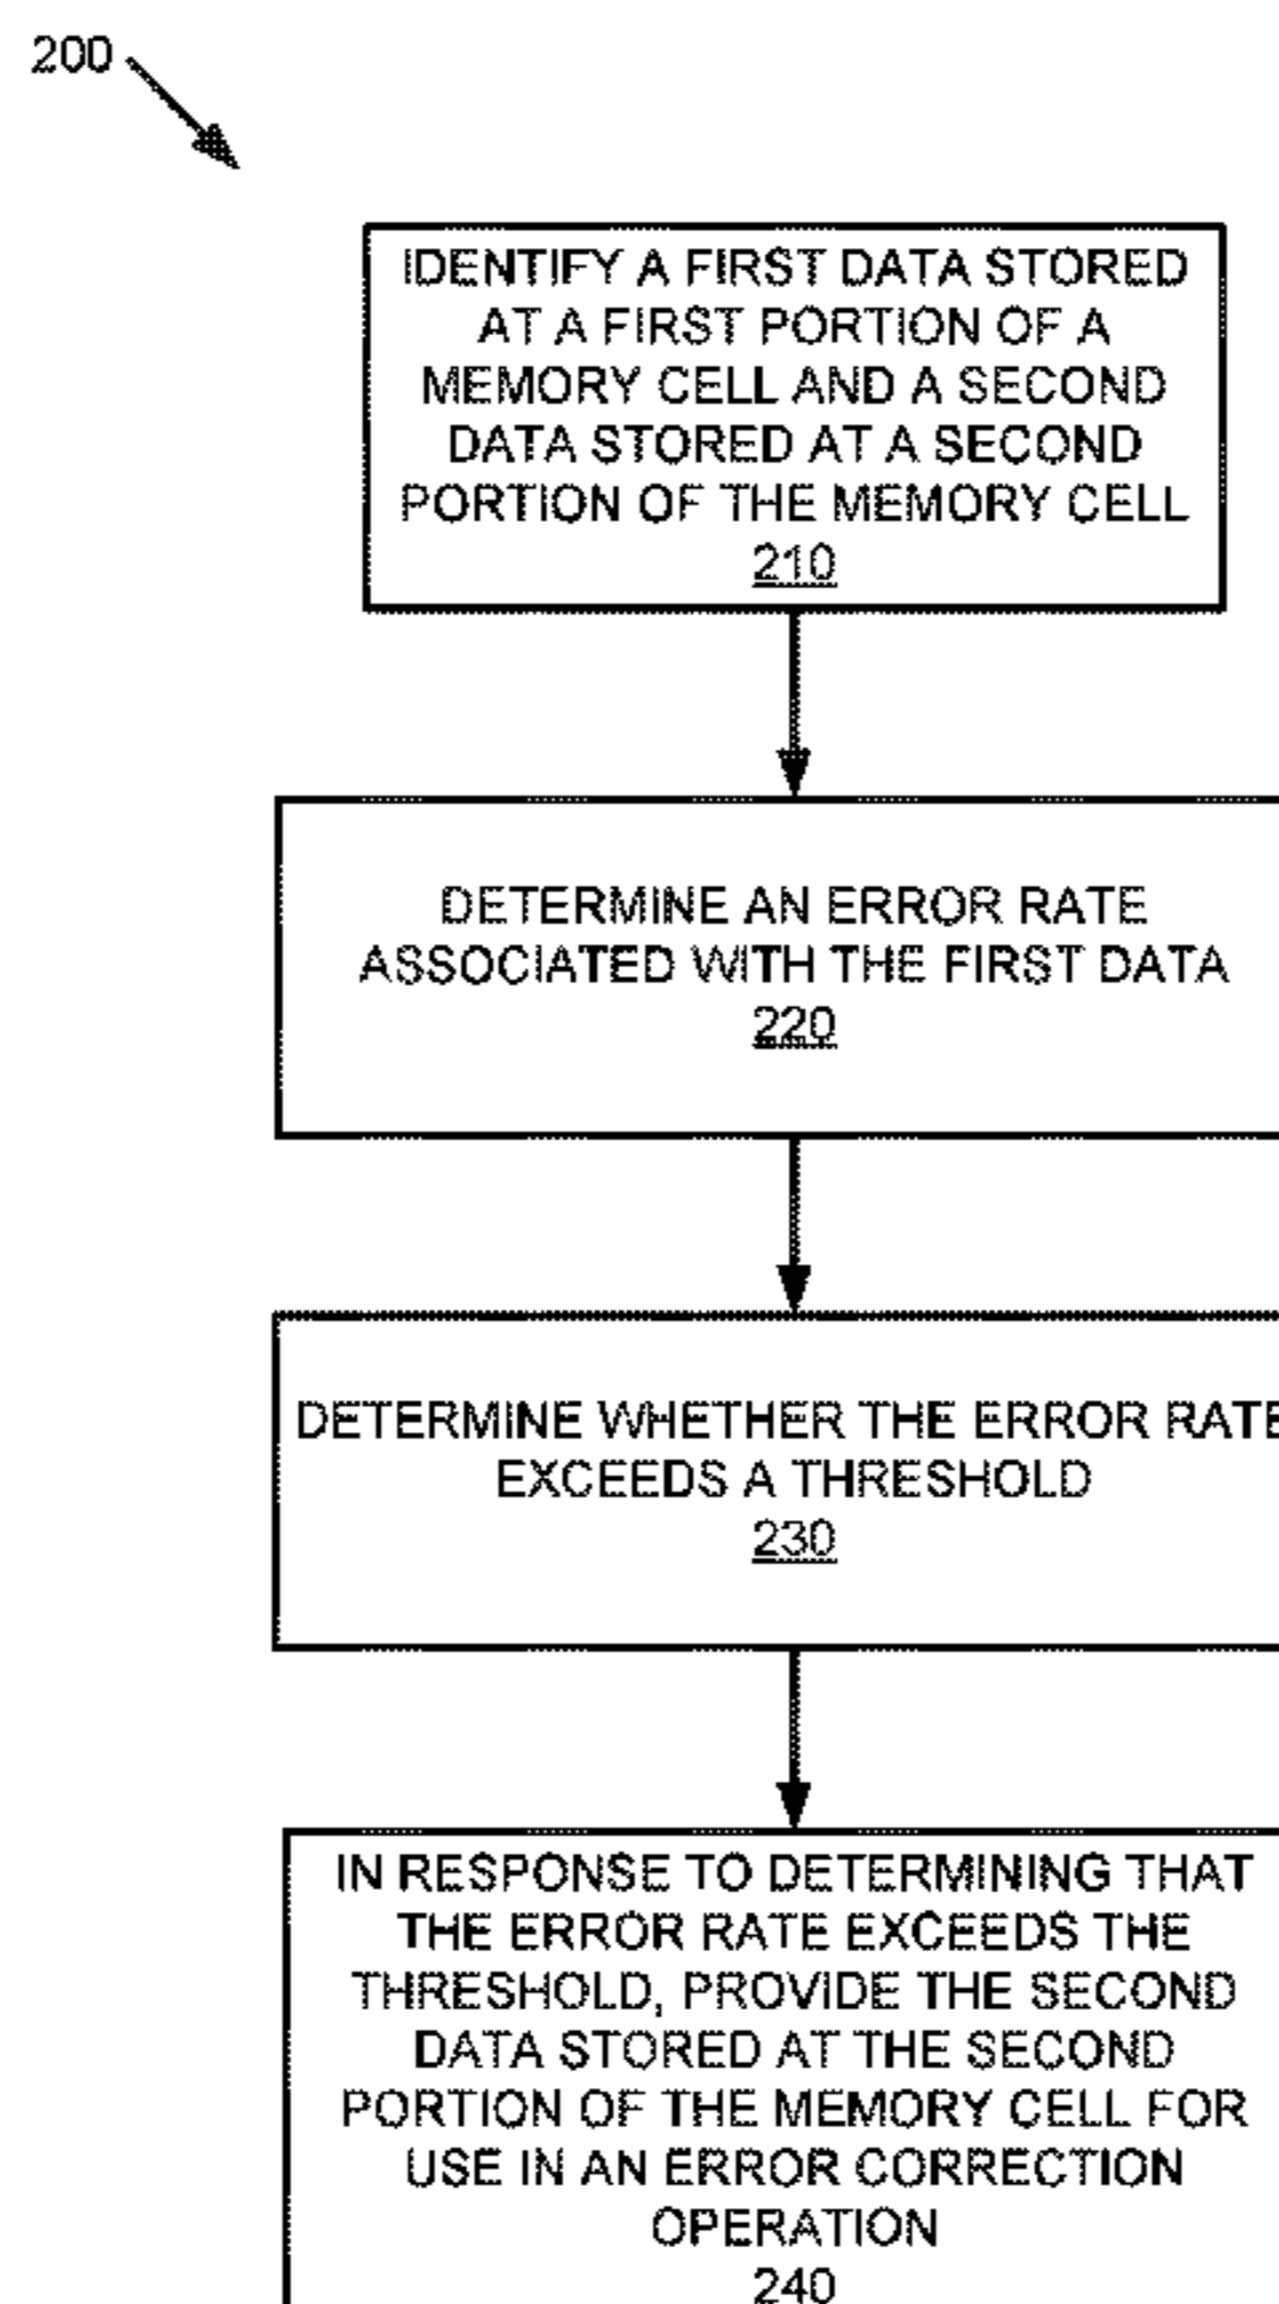 200
IDENTIFY A FIRST DATA STORED
AT A FIRST PORTION OF A
MEMORY CELL AND A SECOND
DATA STORED AT A SECOND
PORTION OF THE MEMORY CELL
210
DETERMINE AN ERROR RATE
ASSOCIATED WITH THE FIRST DATA
220
DETERMINE WHETHER THE ERROR RATE
EXCEEDS A THRESHOLD
230
IN RESPONSE TO DETERMINING THAT
THE ERROR RATE EXCEEDS THE
THRESHOLD, PROVIDE THE SECOND
DATA STORED AT THE SECOND
PORTION OF THE MEMORY CELL FOR
USE IN AN ERROR CORRECTION
OPERATION
240